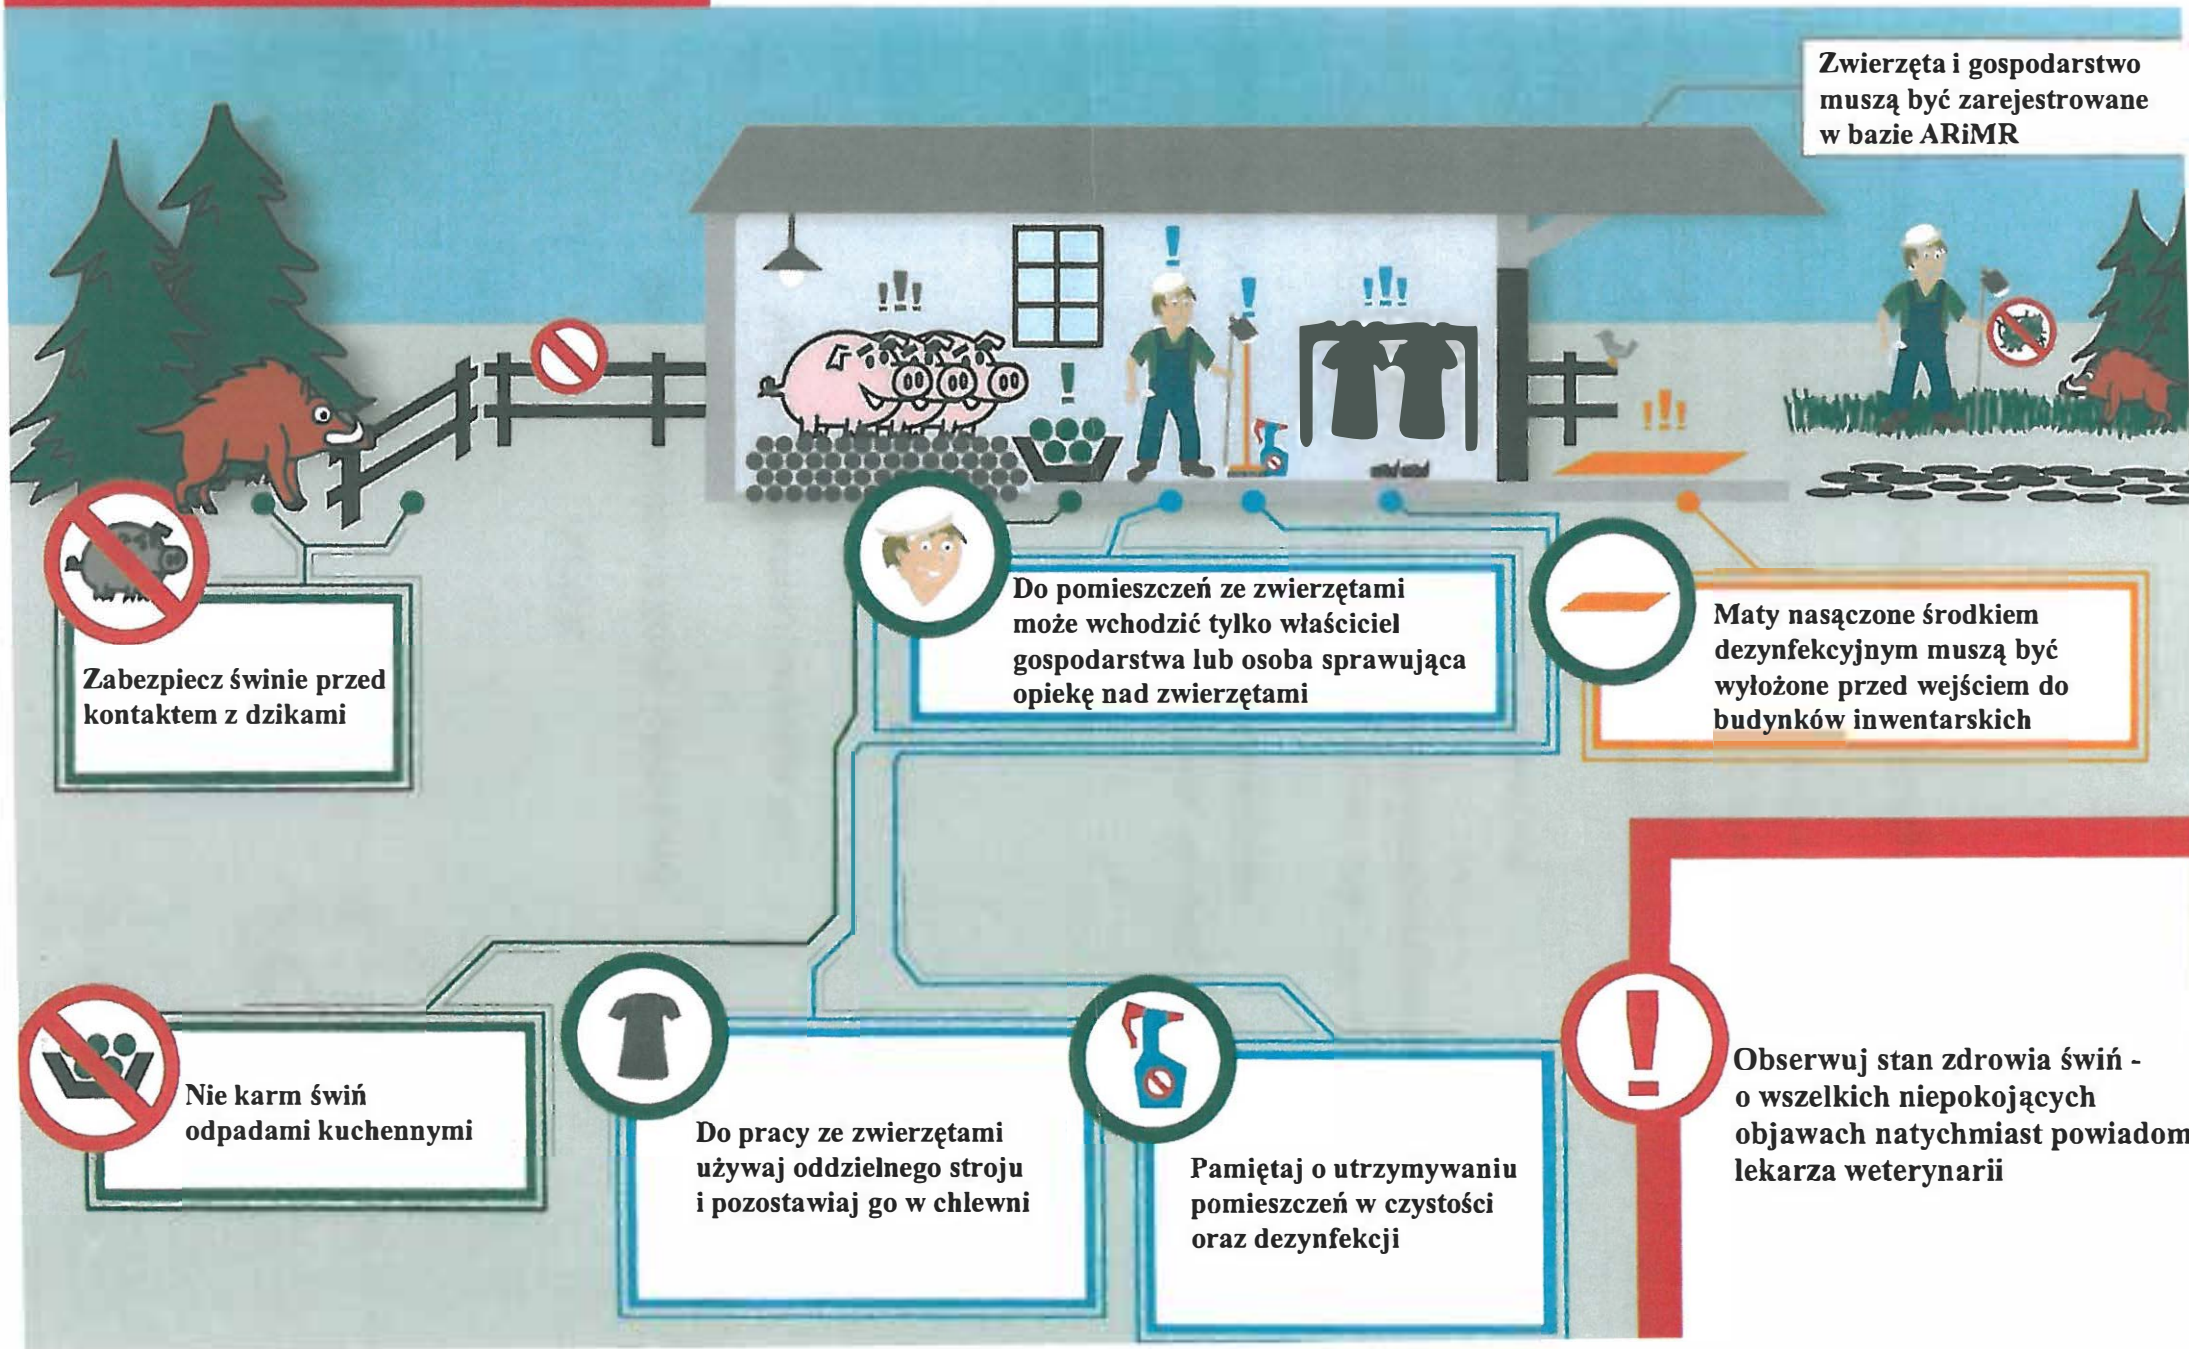 Zwierzęta i gospodarstwo
muszą być zarejestrowane
w bazie ARiMR
Zabezpiecz świnie przed
kontaktem z dzikami
Do pomieszczeń ze zwierzętami
może wchodzić tylko właściciel
gospodarstwa lub osoba sprawująca
opiekę nad zwierzętami
Maty nasączone środkiem
dezynfekcyjnym muszą być
wyłożone przed wejściem do
budynków inwentarskich
Nie karm świń
odpadami kuchennymi
Do pracy ze zwierzętami
używaj oddzielnego stroju
i pozostawiaj go w chlewni
Pamiętaj o utrzymywaniu
pomieszczeń w czystości
oraz dezynfekcji
Obserwuj stan zdrowia świń -
o wszelkich niepokojących
objawach natychmiast powiadom
lekarza weterynarii